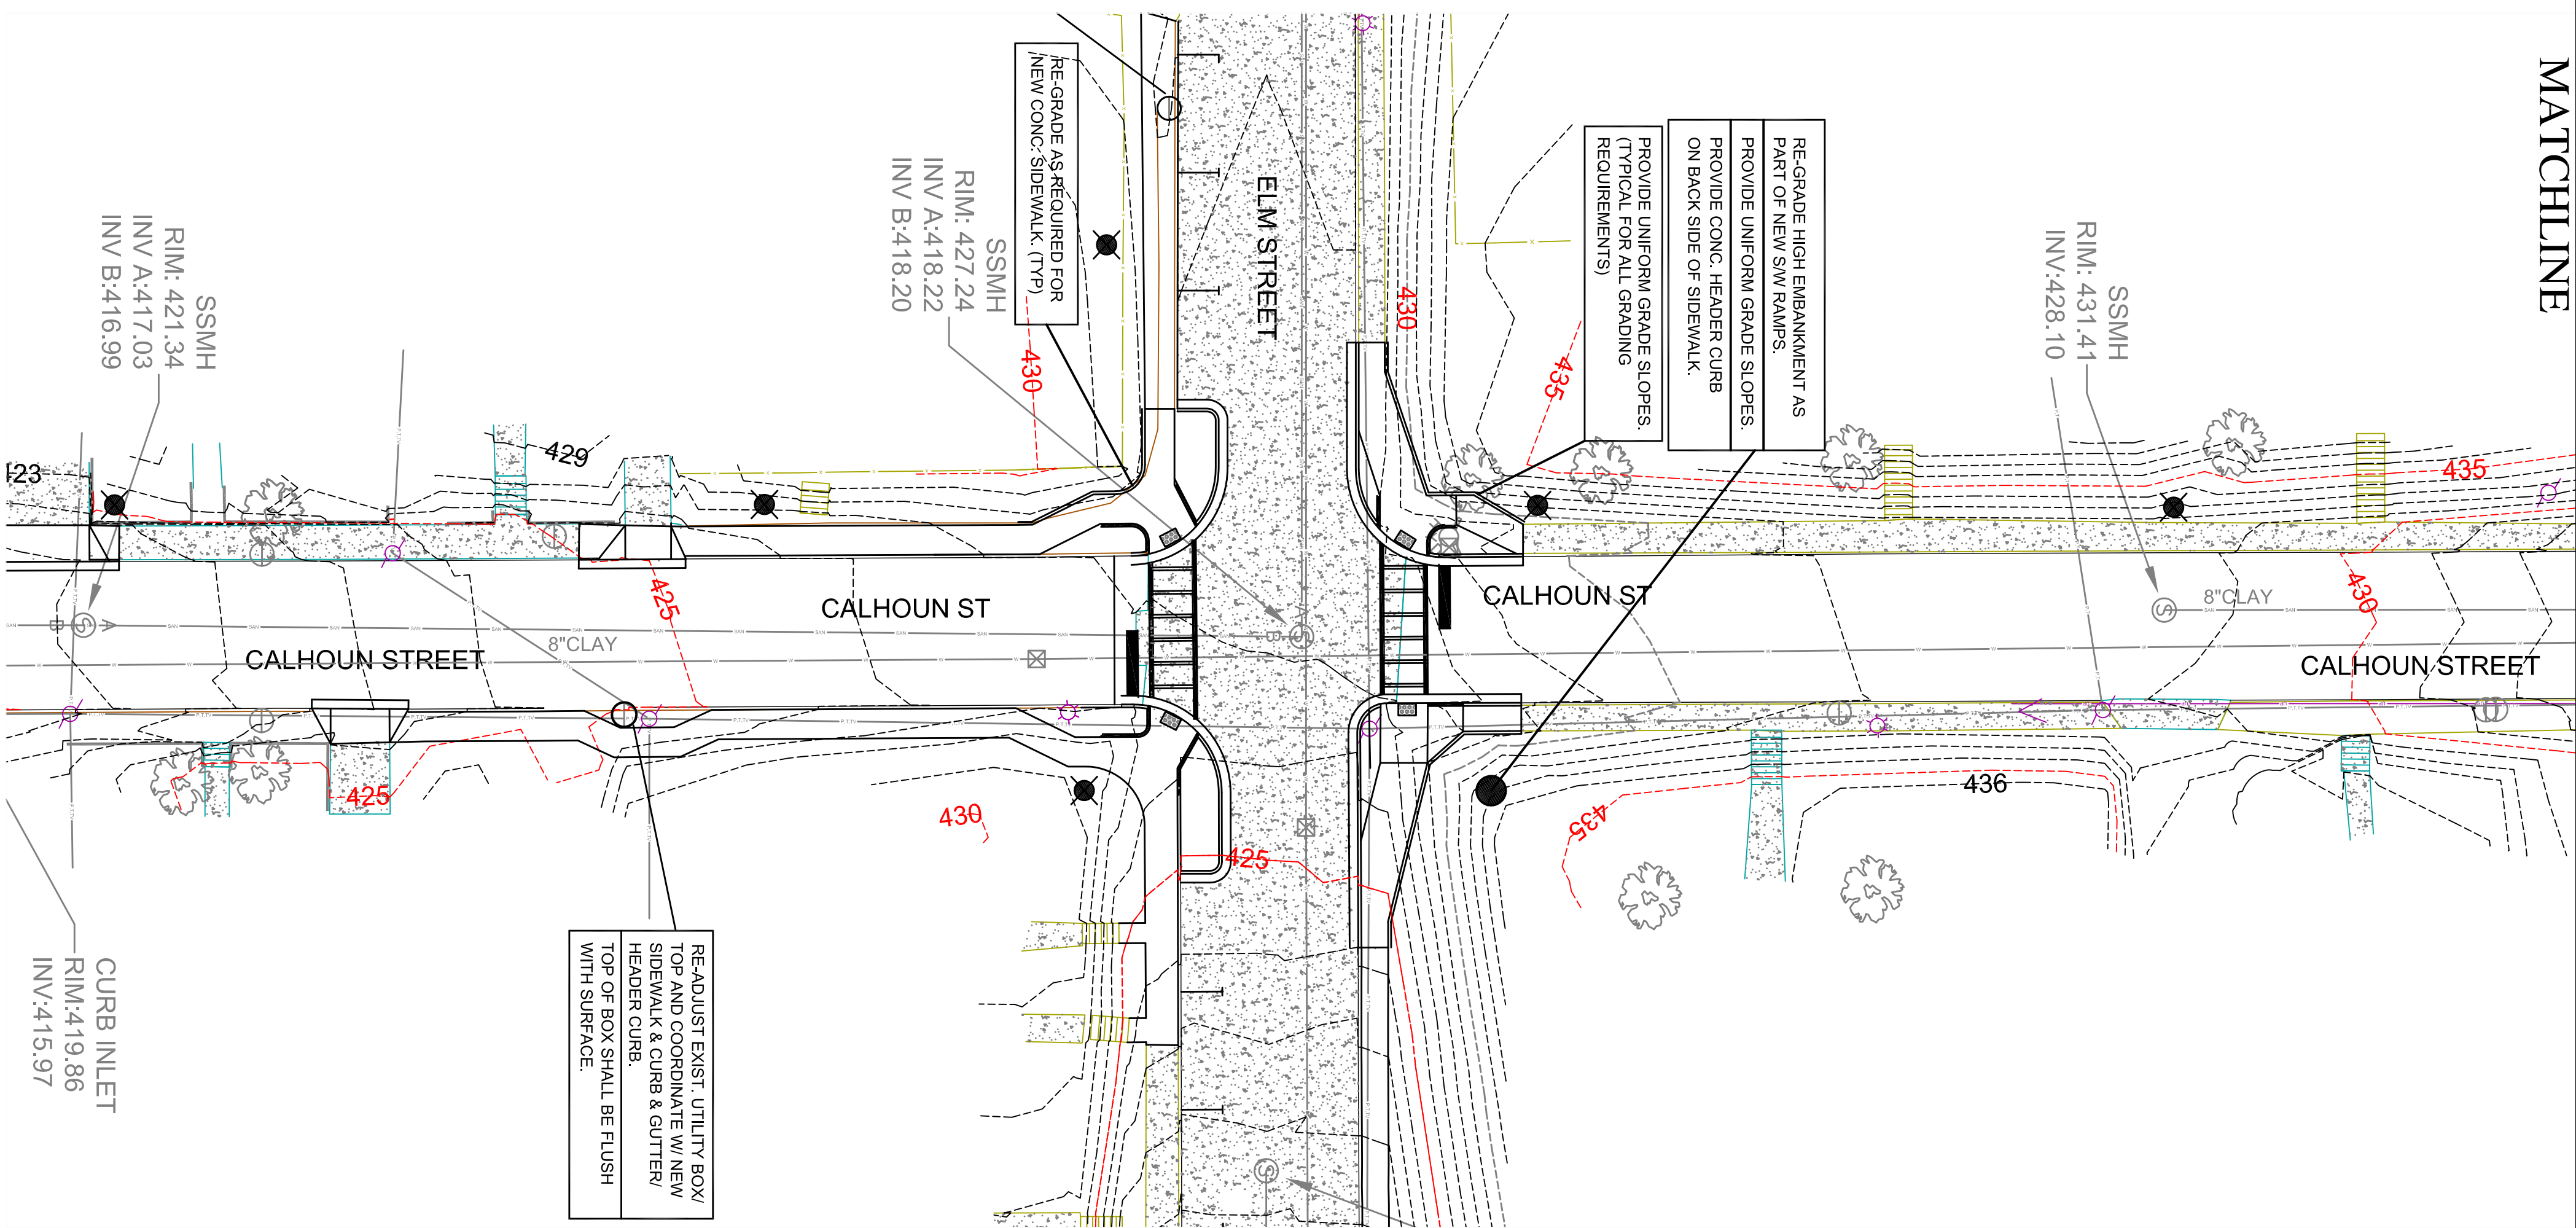 MATCHLINE
RE-GRADE AS REQUIRED FOR
NEW CONC. SIDEWALK. (TYP)
ELM STREET
RE-GRADE HIGH EMBANKMENT AS
PART OF NEW S/W RAMPS.
PROVIDE UNIFORM GRADE SLOPES.
PROVIDE CONC. HEADER CURB
ON BACK SIDE OF SIDEWALK.
PROVIDE UNIFORM GRADE SLOPES.
(TYPICAL FOR ALL GRADING
REQUIREMENTS)
SSMH
RIM: 427.24
INV A:418.22
INV B:418.20
SSMH
RIM: 421.34
INV A:417.03
INV B:416.99
SSMH
RIM: 431.41
INV:428.10
430
430
435
429
423
435
425
CALHOUN ST
CALHOUN ST
8"CLAY
430
A
B
S
A
B
S
S
8"CLAY
CALHOUN STREET
CALHOUN STREET
425
430
425
435
436
RE-ADJUST EXIST. UTILITY BOX/
TOP AND COORDINATE W/ NEW
SIDEWALK & CURB & GUTTER/
HEADER CURB.
TOP OF BOX SHALL BE FLUSH
WITH SURFACE.
CURB INLET
RIM:419.86
INV:415.97
S